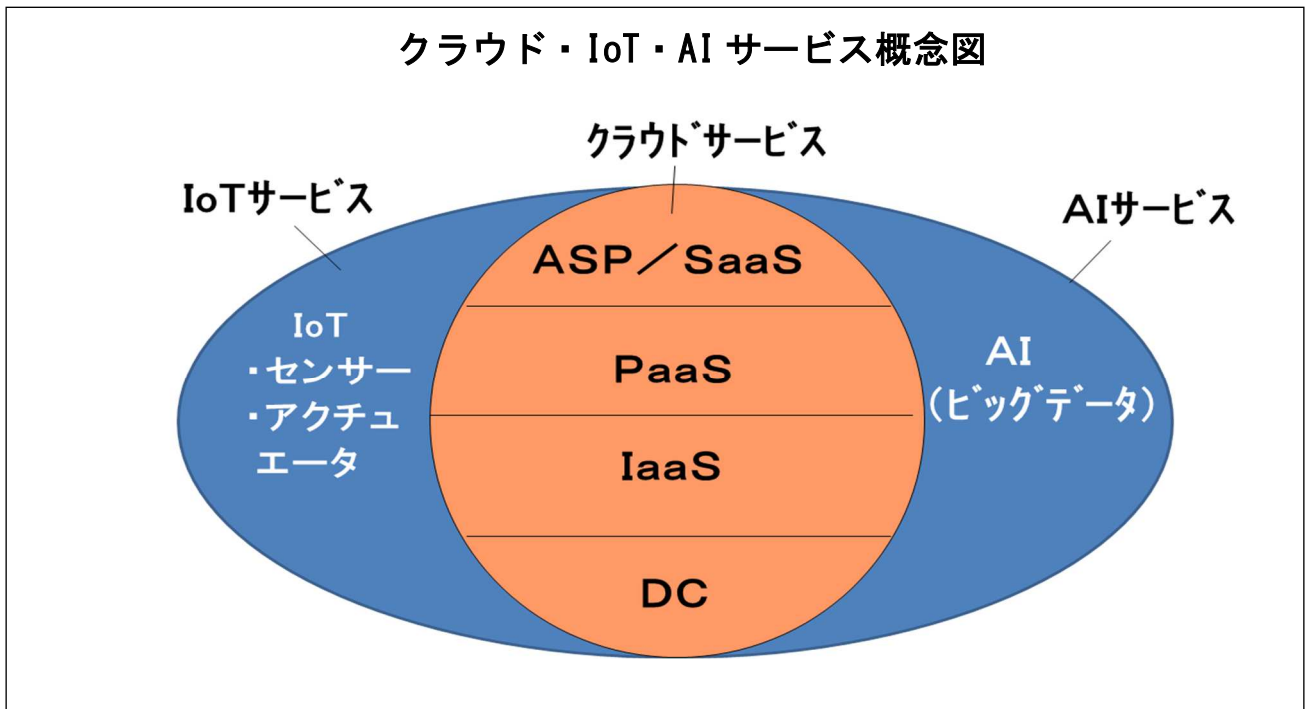 クラウド・IoT・AI サービス概念図
クラウドサービス
IoTサービス
AIサービス
ASP/SaaS
IoT
・センサー
・アクチュ
エータ
PaaS
AI
(ビッグデータ)
IaaS
DC